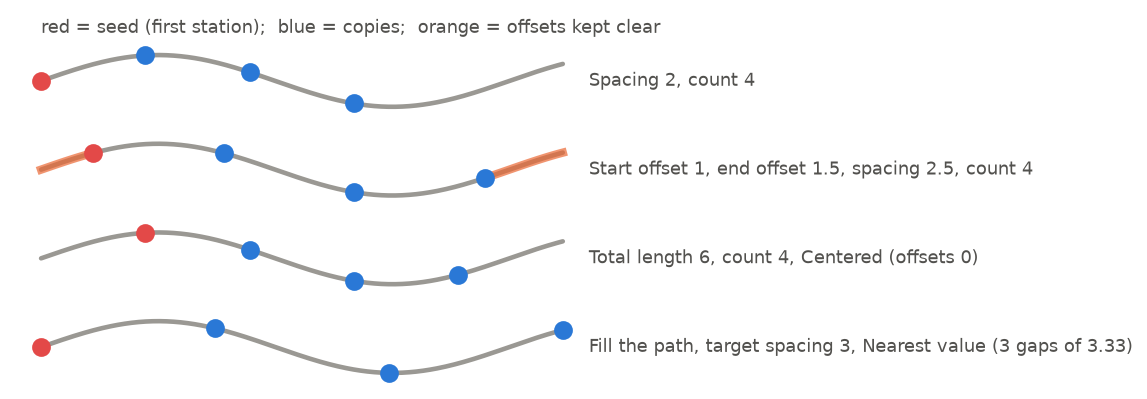 red = seed (first station);  blue = copies;  orange = offsets kept clear
Spacing 2, count 4
Start offset 1, end offset 1.5, spacing 2.5, count 4
Total length 6, count 4, Centered (offsets 0)
Fill the path, target spacing 3, Nearest value (3 gaps of 3.33)